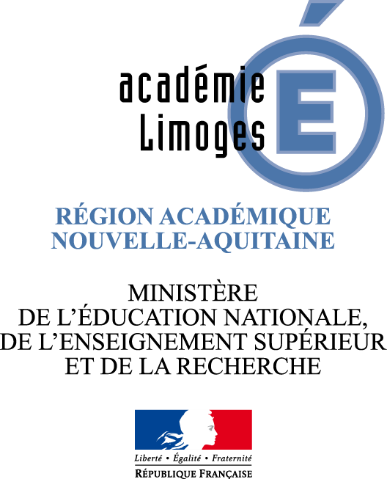 académie
Limoges
É
RÉGION ACADÉMIQUE
NOUVELLE-AQUITAINE
MINISTÈRE
DE L'ÉDUCATION NATIONALE,
DE L'ENSEIGNEMENT SUPÉRIEUR
ET DE LA RECHERCHE
Liberté • Égalité • Fraternité
RÉPUBLIQUE FRANÇAISE